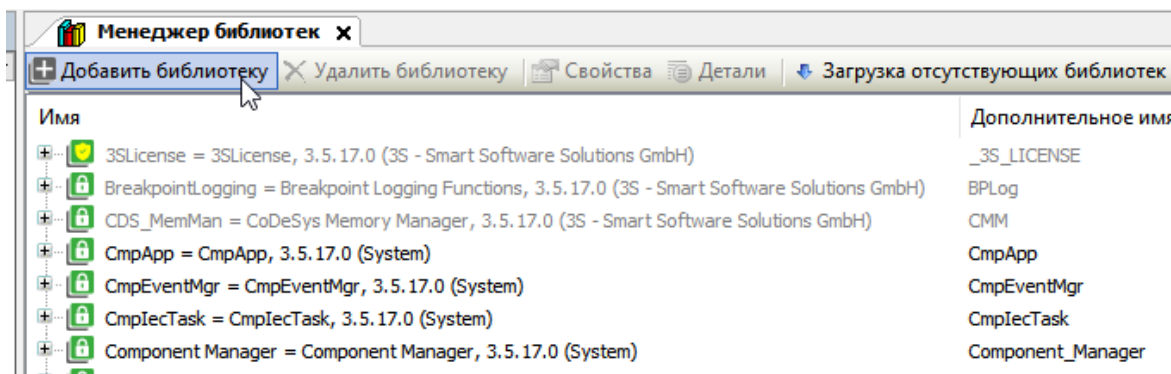 Менеджер библиотек
Добавить библиотеку Удалить библиотеку Свойства Детали Загрузка отсутствующих библиотек
Имя Дополнительное имя
3SLicense = 3SLicense, 3.5.17.0 (3S - Smart Software Solutions GmbH) _3S_LICENSE
BreakpointLogging = Breakpoint Logging Functions, 3.5.17.0 (3S - Smart Software Solutions GmbH) BPLog
CDS_MemMan = CoDeSys Memory Manager, 3.5.17.0 (3S - Smart Software Solutions GmbH) CMM
CmpApp = CmpApp, 3.5.17.0 (System) CmpApp
CmpEventMgr = CmpEventMgr, 3.5.17.0 (System) CmpEventMgr
CmpIecTask = CmpIecTask, 3.5.17.0 (System) CmpIecTask
Component Manager = Component Manager, 3.5.17.0 (System) Component_Manager